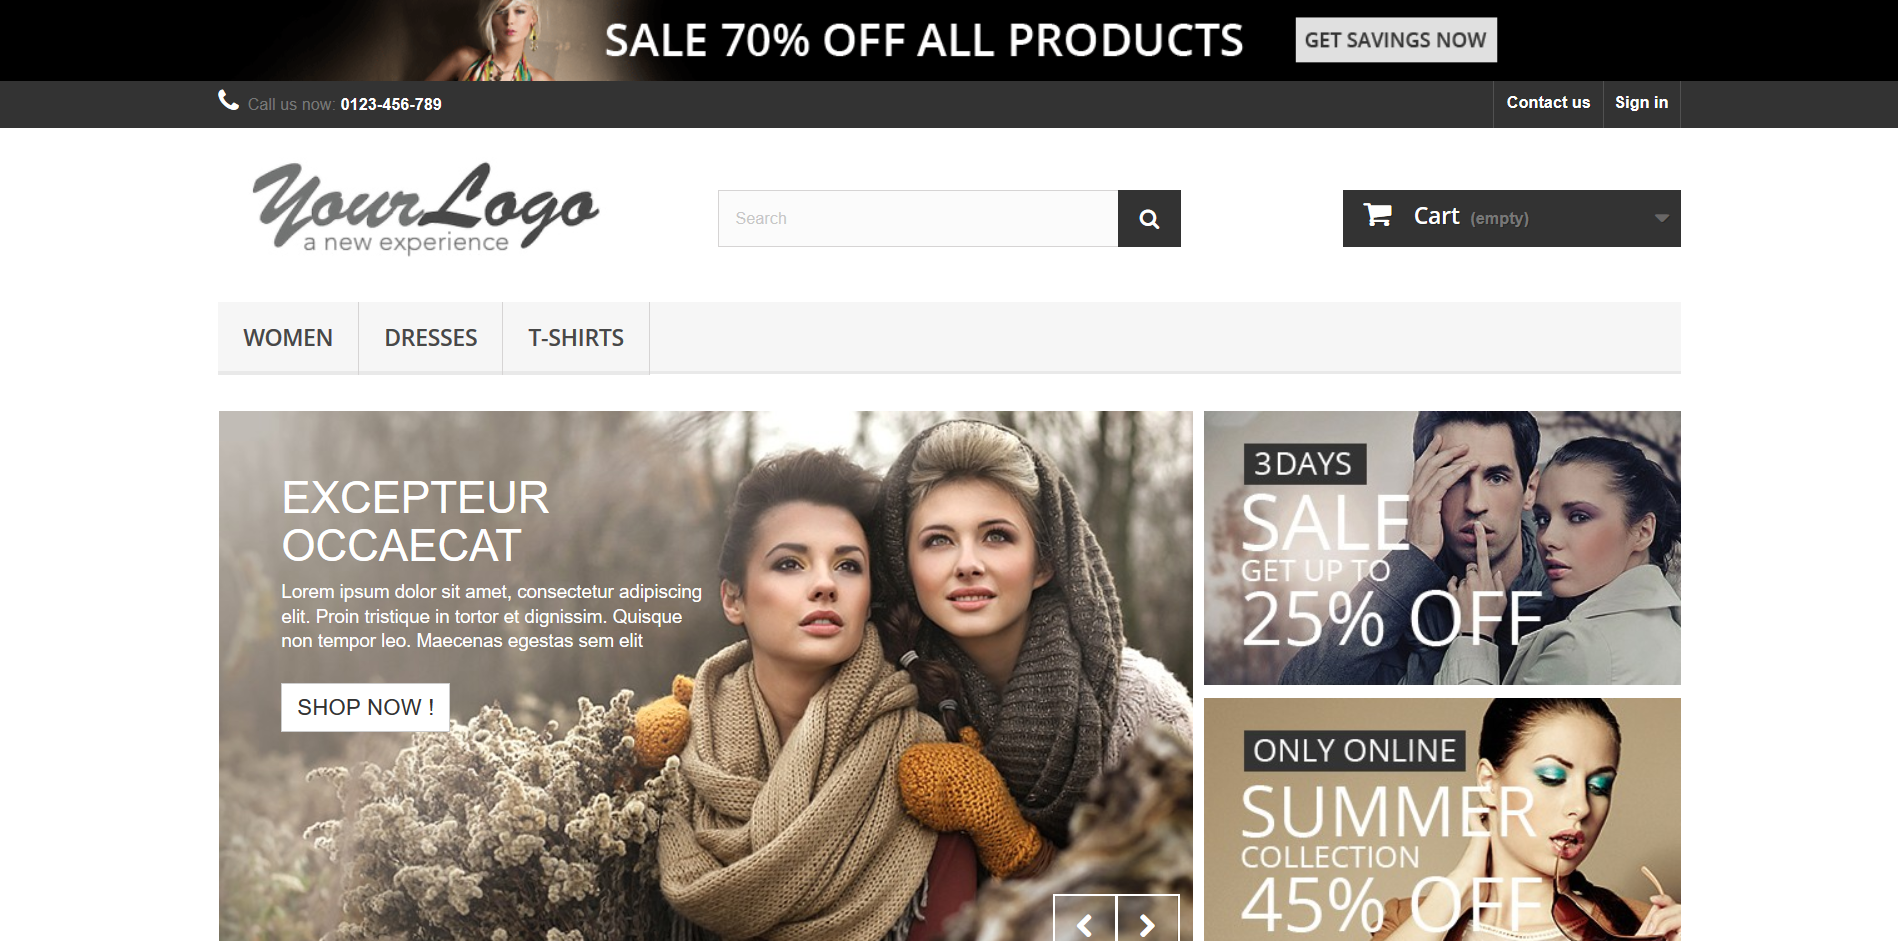 SALE 70% OFF ALL PRODUCTS
GET SAVINGS NOW
Call us now: 0123-456-789
Contact us
Sign in
YourLogo
a new experience
Search
Cart (empty)
WOMEN
DRESSES
T-SHIRTS
EXCEPTEUR
OCCAECAT
Lorem ipsum dolor sit amet, consectetur adipiscing
elit. Proin tristique in tortor et dignissim. Quisque
non tempor leo. Maecenas egestas sem elit
SHOP NOW !
3 DAYS
SALE
GET UP TO
25% OFF
ONLY ONLINE
SUMMER
COLLECTION
45% OFF